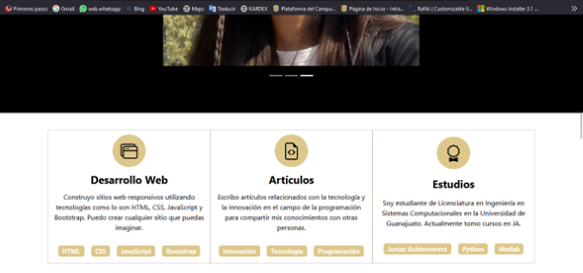 Primeros pasos Gmail web.whatsapp Bing YouTube Maps Traducir KARDEX Plataforma del Campu... Página de Inicio - Intra... Rafiki | Customizable Il... Windows Installer 3.1 ...
Desarrollo Web
Construyo sitios web responsivos utilizando
tecnologías como lo son HTML, CSS, JavaScript y
Bootstrap. Puedo crear cualquier sitio que puedas
imaginar.
HTML CSS JavaScript Bootstrap
Artículos
Escribo artículos relacionados con la tecnología y
la innovación en el campo de la programación
para compartir mis conocimientos con otras
personas.
Innovación Tecnología Programación
Estudios
Soy estudiante de Licenciatura en Ingeniería en
Sistemas Computacionales en la Universidad de
Guanajuato. Actualmente tomo cursos en JA.
Junior Achievement Python Matlab